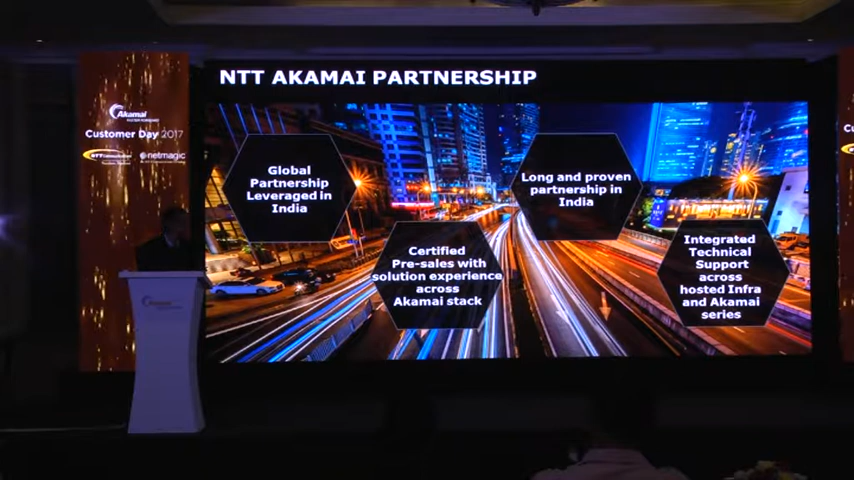 NTT AKAMAI PARTNERSHIP
Akamai
Customer Day 2017
netmagic
Global
Partnership
Leveraged in
India
Certified
Pre-sales with
solution experience
across
Akamai stack
Long and proven
partnership in
India
Integrated
Technical
Support
across
hosted Infra
and Akamai
series